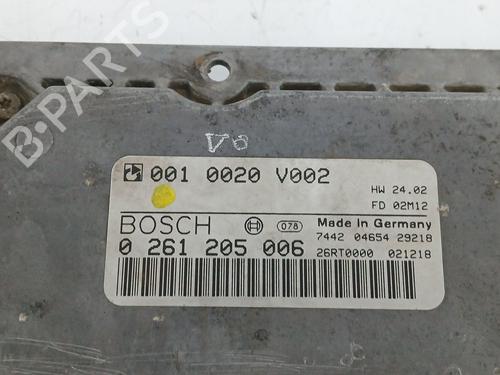 B-PARTS
V6
001 0020 V002
HW 24.02
FD 02M12
BOSCH 078 Made In Germany
0 261 205 006
7442 04654 29218
26RT0000 021218